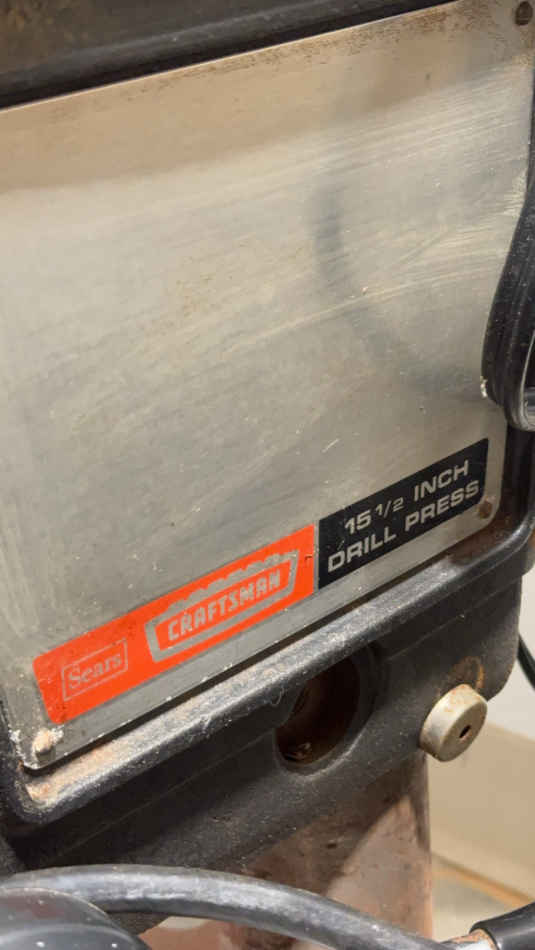 Sears
CRAFTSMAN
15 1/2 INCH
DRILL PRESS